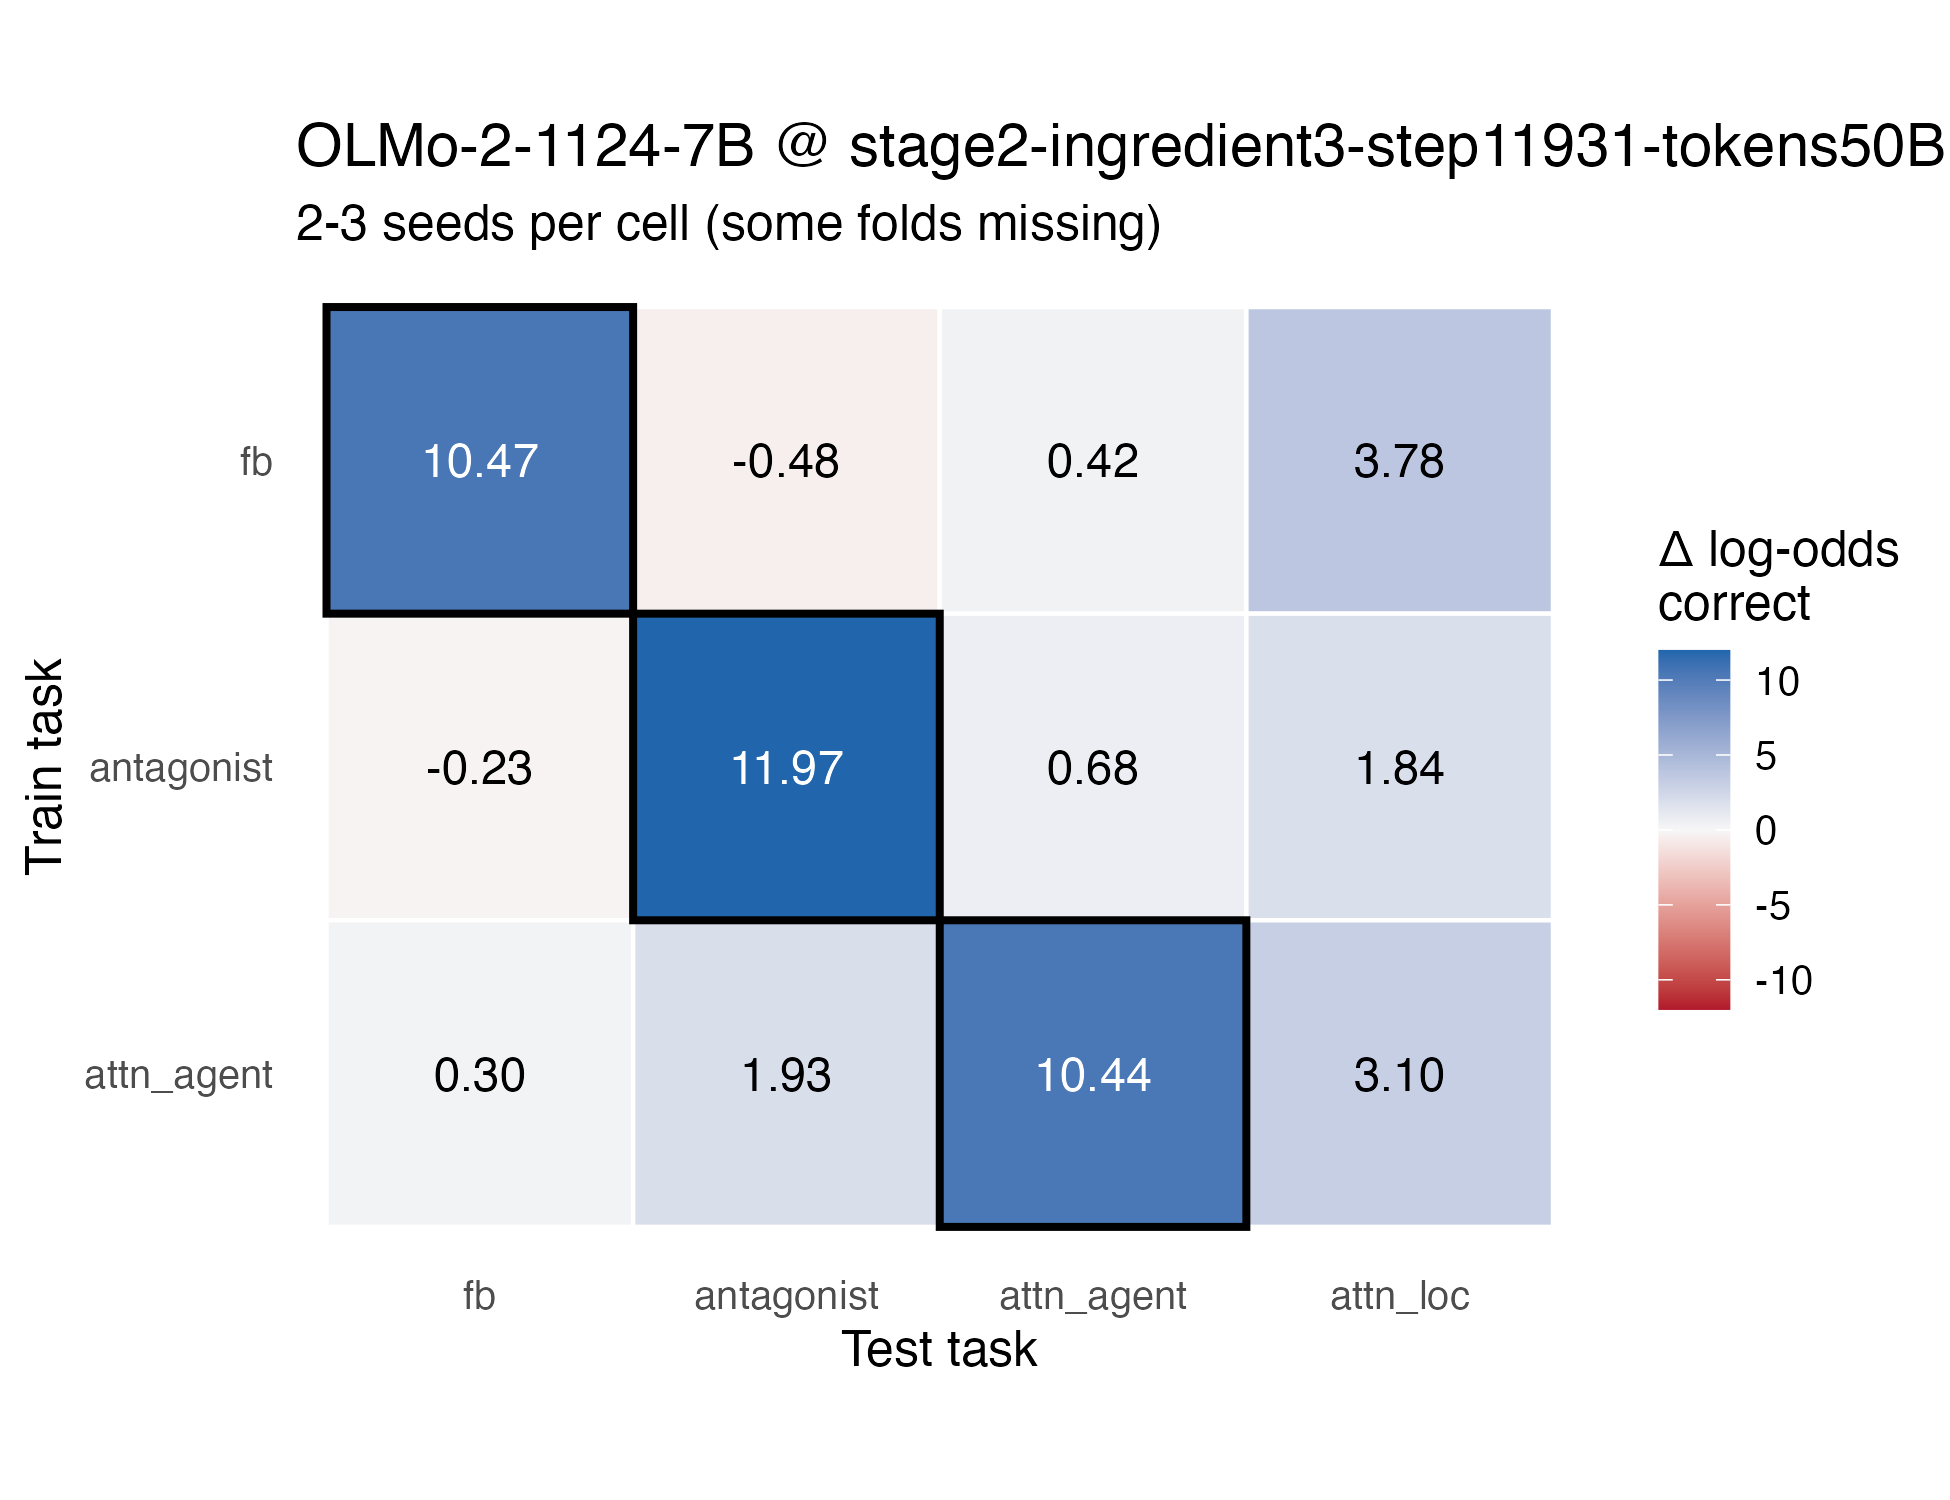 OLMo-2-1124-7B @ stage2-ingredient3-step11931-tokens50B
2-3 seeds per cell (some folds missing)
Train task
fb
10.47
-0.48
0.42
3.78
antagonist
-0.23
11.97
0.68
1.84
attn_agent
0.30
1.93
10.44
3.10
fb
antagonist
attn_agent
attn_loc
Test task
Δ log-odds
correct
10
5
0
-5
-10